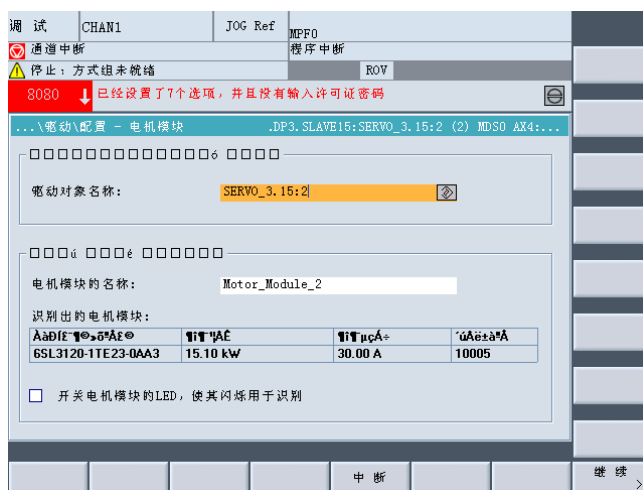 调 试 CHAN1 JOG Ref MPF0
通道中断 程序中断
停止: 方式组未就绪 ROV
8080 已经设置了7个选项, 并且没有输入许可证密码
...\驱动\配置 - 电机模块 .DP3.SLAVE15:SERVO_3.15:2 (2) MDS0 AX4:...
□□□□□□□□□□□□□ó □□□□
驱动对象名称: SERVO_3.15:2
□□□ú □□□é □□□□□□
电机模块的名称: Motor_Module_2
识别出的电机模块:
6SL3120-1TE23-0AA3 15.10 kW 30.00 A 10005
开关电机模块的LED, 使其闪烁用于识别
中 断 继 续